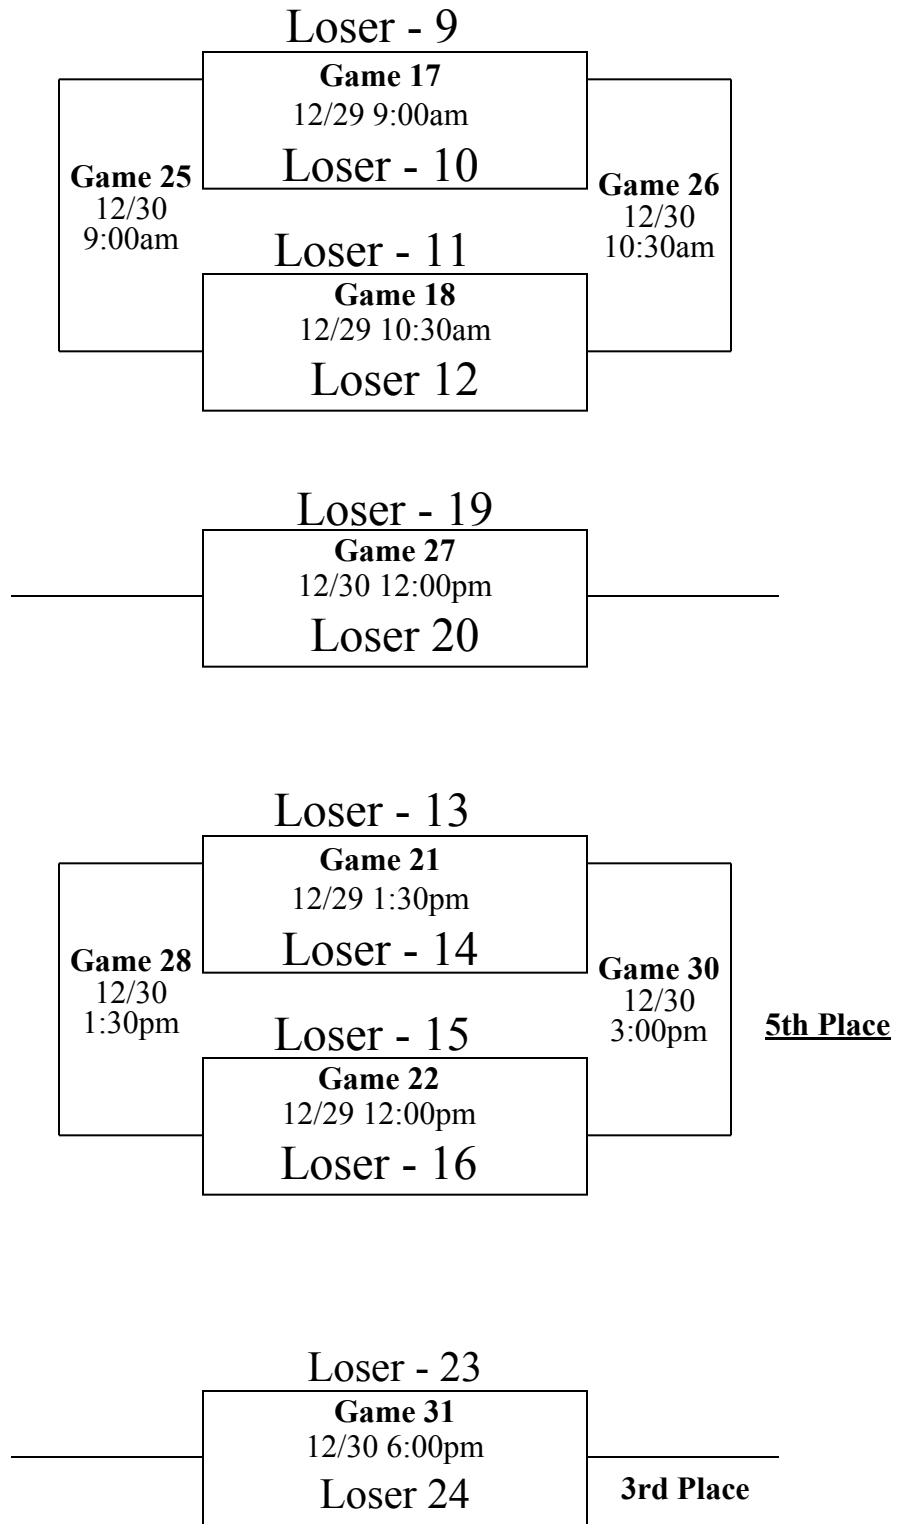 Loser - 9
Game 17
12/29 9:00am
Loser - 10
Game 25
12/30
9:00am
Game 26
12/30
10:30am
Loser - 11
Game 18
12/29 10:30am
Loser 12
Loser - 19
Game 27
12/30 12:00pm
Loser 20
Loser - 13
Game 21
12/29 1:30pm
Loser - 14
Game 28
12/30
1:30pm
Game 30
12/30
3:00pm
5th Place
Loser - 15
Game 22
12/29 12:00pm
Loser - 16
Loser - 23
Game 31
12/30 6:00pm
Loser 24
3rd Place